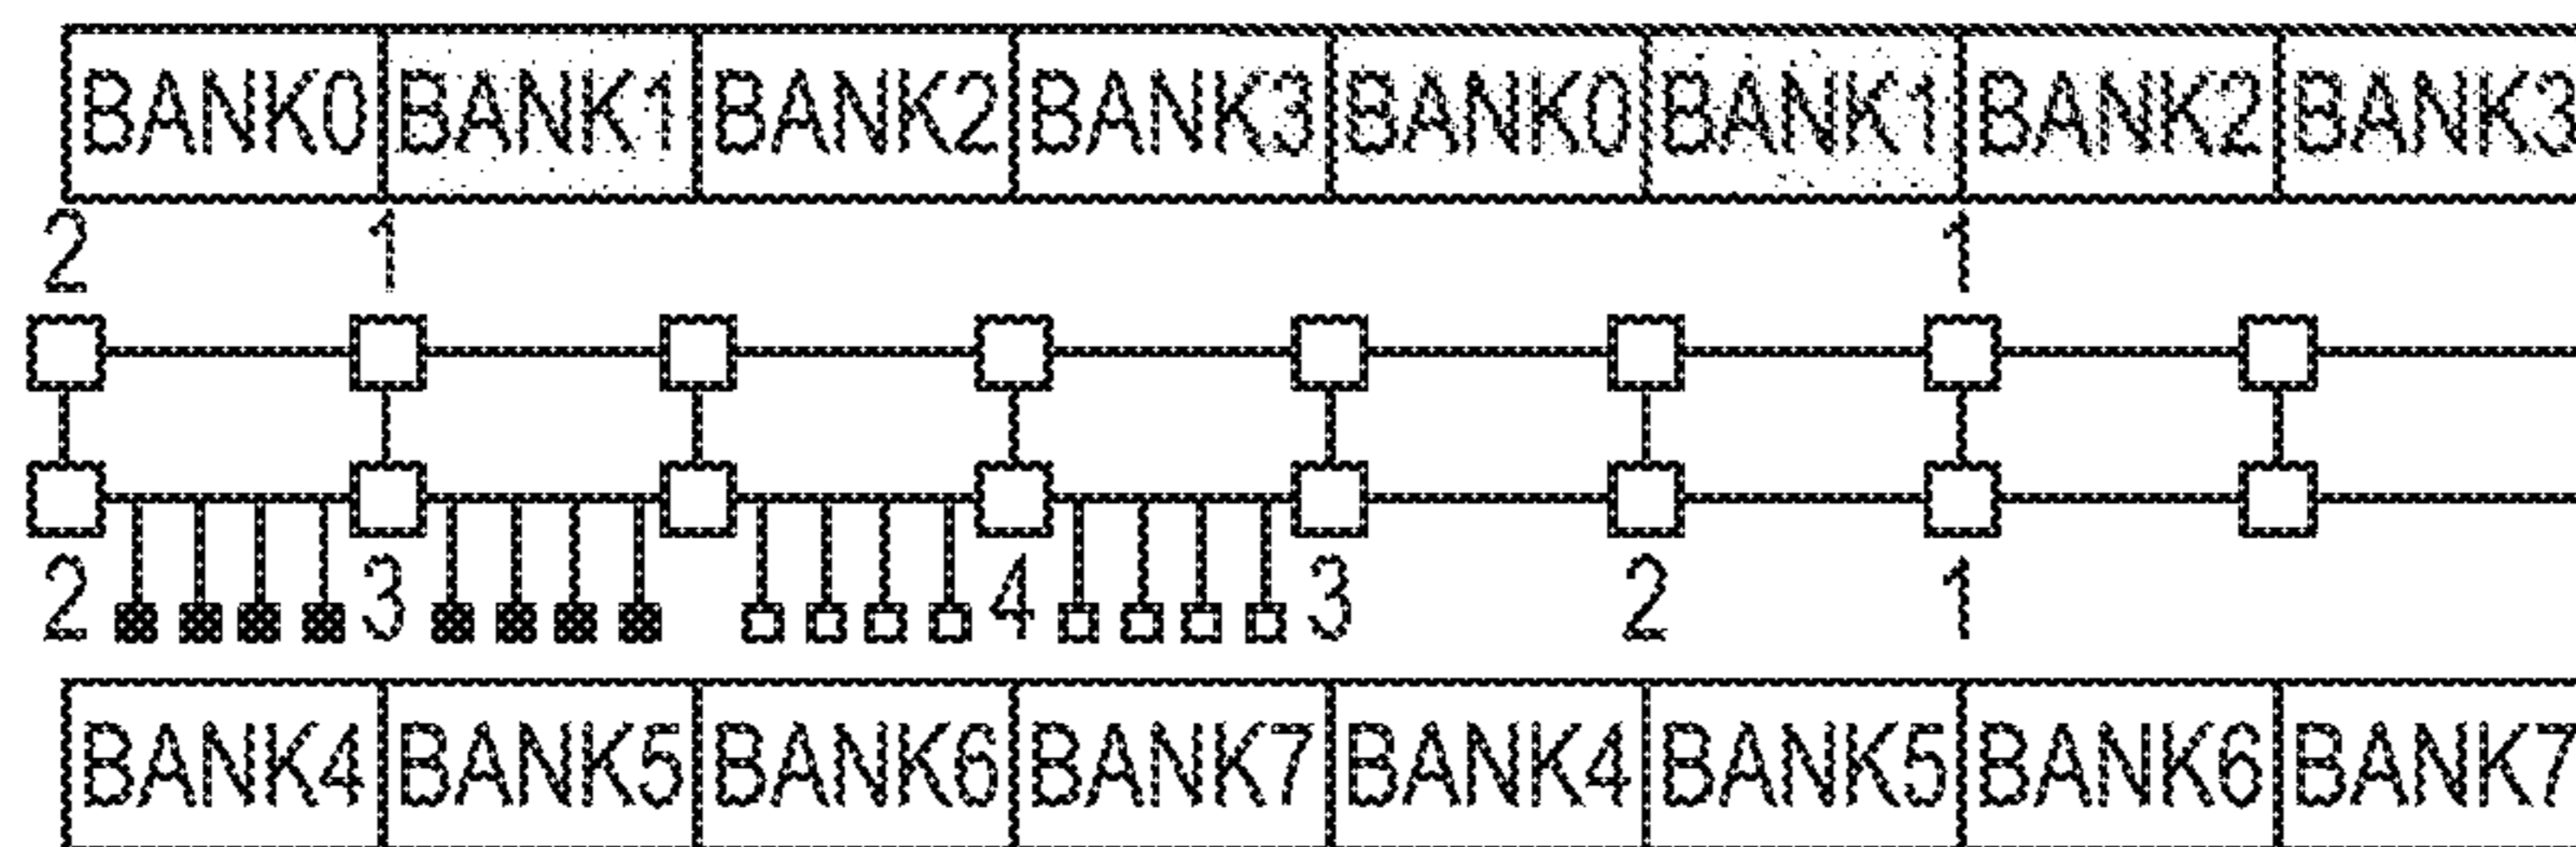 BANK0 BANK1 BANK2 BANK3 BANK0 BANK1 BANK2 BANK3
2 1 1
2 3 4 3 2 1
BANK4 BANK5 BANK6 BANK7 BANK4 BANK5 BANK6 BANK7